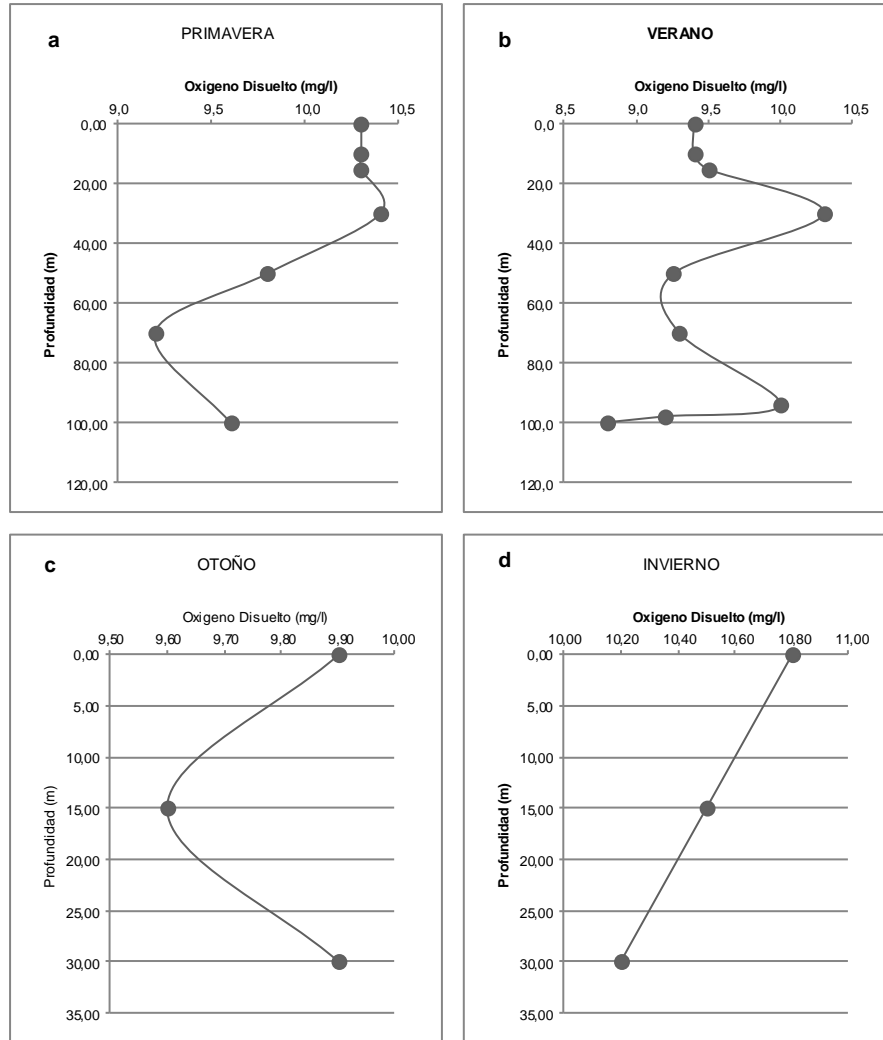 a
PRIMAVERA
Oxigeno Disuelto (mg/l)
9,0 9,5 10,0 10,5
0,00
20,00
40,00
60,00
80,00
100,00
120,00
Profundidad (m)
b
VERANO
Oxigeno Disuelto (mg/l)
8,5 9,0 9,5 10,0 10,5
0,0
20,0
40,0
60,0
80,0
100,0
120,0
Profundidad (m)
c
OTOÑO
Oxigeno Disuelto (mg/l)
9,50 9,60 9,70 9,80 9,90 10,00
0,00
5,00
10,00
15,00
20,00
25,00
30,00
35,00
Profundidad (m)
d
INVIERNO
Oxigeno Disuelto (mg/l)
10,00 10,20 10,40 10,60 10,80 11,00
0,00
5,00
10,00
15,00
20,00
25,00
30,00
35,00
Profundidad (m)